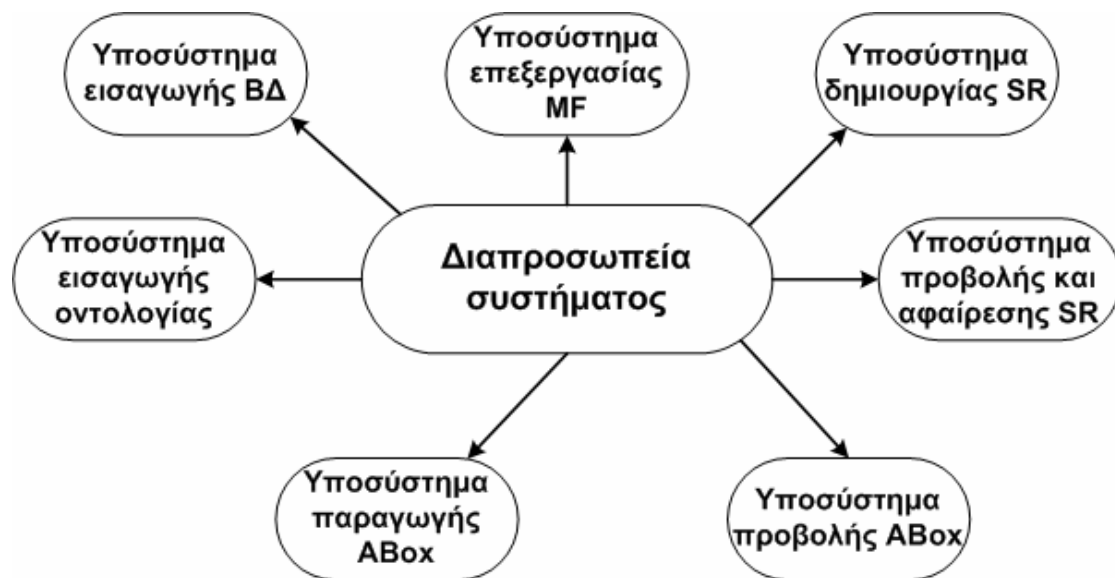 Υποσύστημα
εισαγωγής ΒΔ
Υποσύστημα
επεξεργασίας
MF
Υποσύστημα
δημιουργίας SR
Υποσύστημα
εισαγωγής
οντολογίας
Διαπροσωπεία
συστήματος
Υποσύστημα
προβολής και
αφαίρεσης SR
Υποσύστημα
παραγωγής
ABox
Υποσύστημα
προβολής ABox